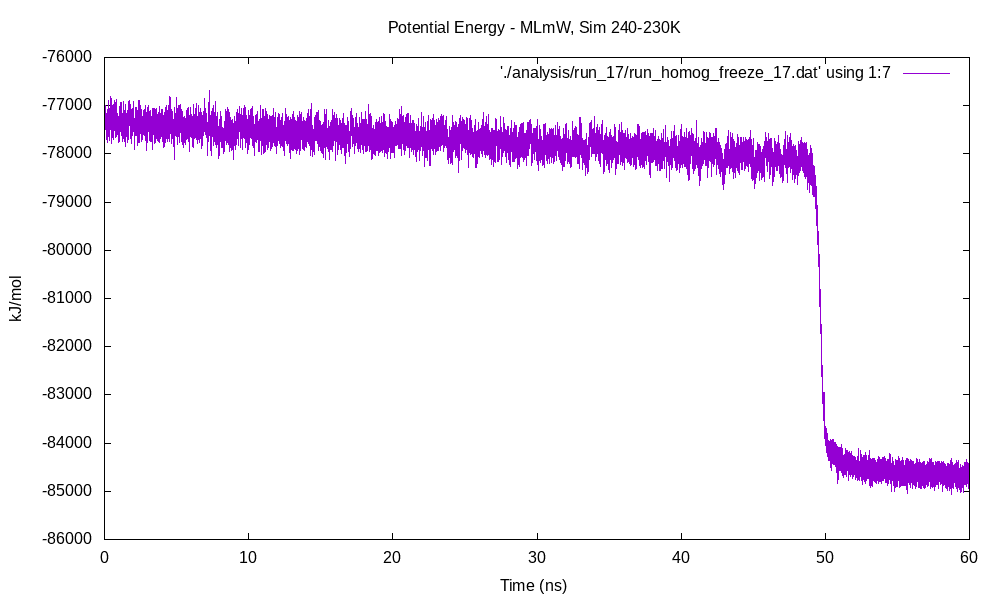 Potential Energy - MLmW, Sim 240-230K
'./analysis/run_17/run_homog_freeze_17.dat' using 1:7
kJ/mol
-76000
-77000
-78000
-79000
-80000
-81000
-82000
-83000
-84000
-85000
-86000
0 10 20 30 40 50 60
Time (ns)